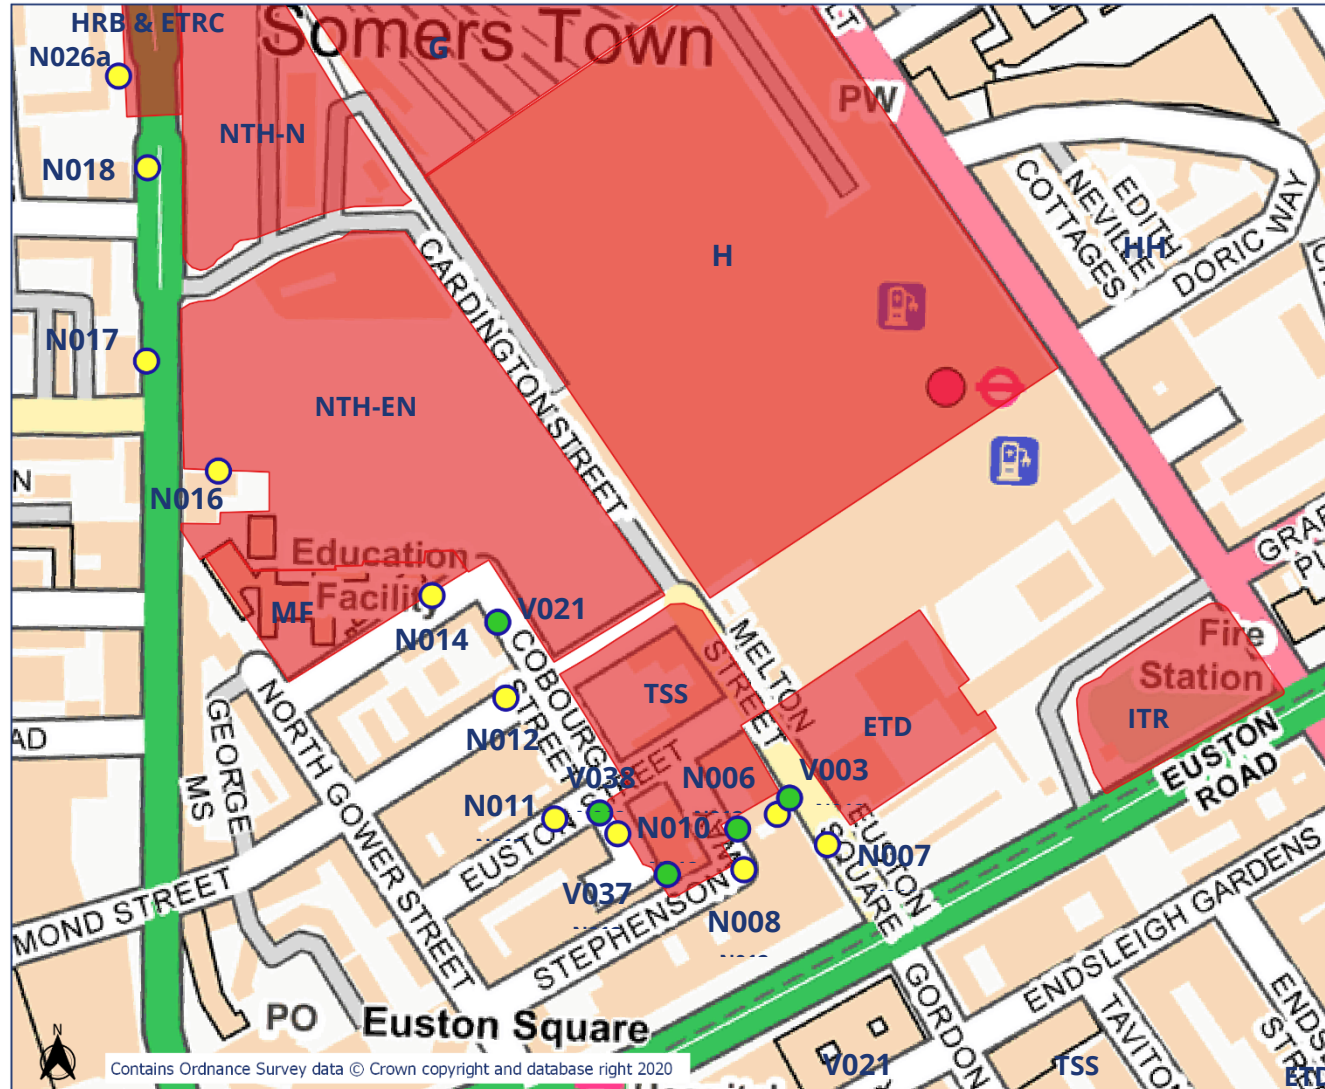 HRB & ETRC
Somers Town
G
N026a
PW
NTH-N
N018
EDITH
NEVILLE
COTTAGES
HH
DORIC WAY
H
CARDINGTON STREET
N017
NTH-EN
N
N016
Education
Facility
MF
N014
V021
COBOURG
STREET
MELTON
STREET
Fire
Station
TSS
ETD
ITR
EUSTON
ROAD
NORTH GOWER STREET
GEORGE
MS
AD
N012
V038
N006
V003
N011
N010
EUSTON
EUSTON
SQUARE
N007
V037
N008
STEPHENSON
MOND STREET
ENDSLEIGH GARDENS
GORDON
TAVITO
ENDS
STR
PO
Euston Square
V021
TSS
ETD
N
Contains Ordnance Survey data © Crown copyright and database right 2020